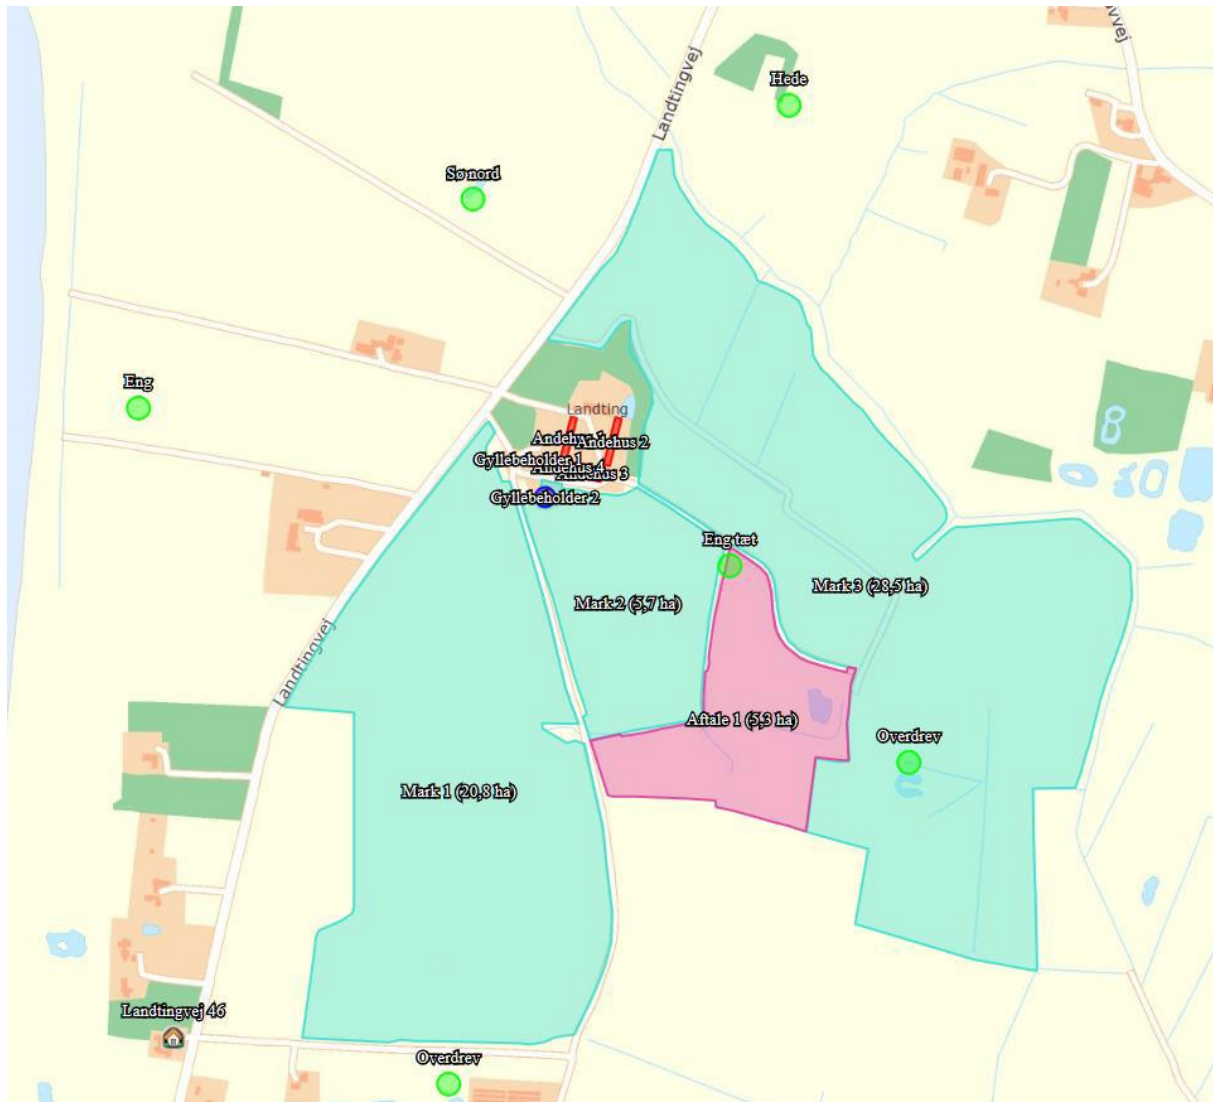 Landtingvej
Hede
Sø nord
Eng
Landting
Andehus 2
Gyllebeholder 1
Andehus 4
Andehus 3
Gyllebeholder 2
Eng tæt
Mark 3 (28,5 ha)
Mark 2 (5,7 ha)
Landtingvej
Aftale 1 (5,3 ha)
Overdrev
Mark 1 (20,8 ha)
Landtingvej 46
Overdrev